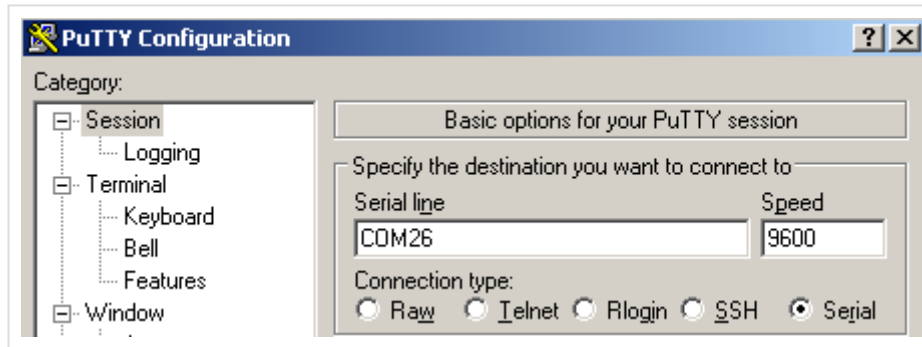 PuTTY Configuration
Category:
Session
Logging
Terminal
Keyboard
Bell
Features
Window
Basic options for your PuTTY session
Specify the destination you want to connect to
Serial line
Speed
COM26
9600
Connection type:
Raw Telnet Rlogin SSH Serial